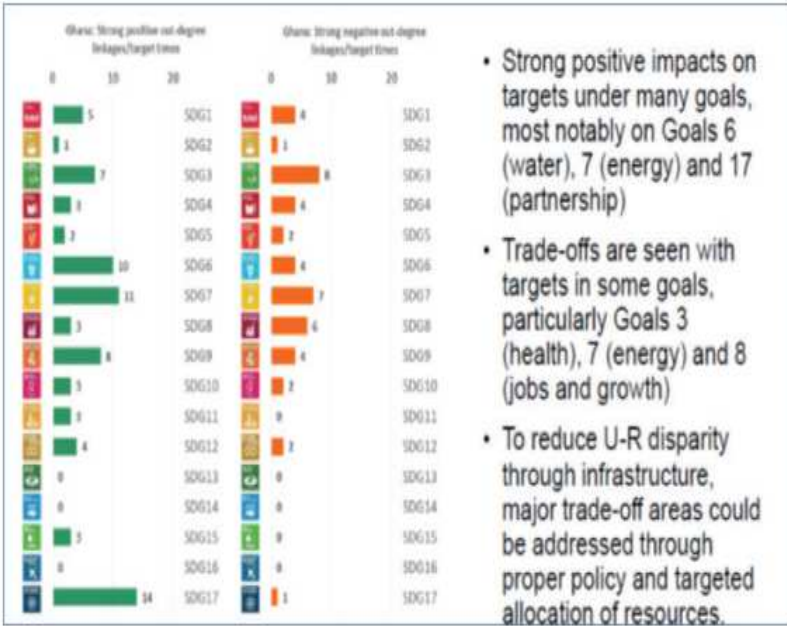 Ghana: Strong positive out-degree
linkages/target times
0 10 20
5 SDG1
1 SDG2
7 SDG3
3 SDG4
2 SDG5
10 SDG6
11 SDG7
3 SDG8
8 SDG9
3 SDG10
3 SDG11
4 SDG12
0 SDG13
0 SDG14
3 SDG15
0 SDG16
14 SDG17
Ghana: Strong negative out-degree
linkages/target times
0 10 20
4 SDG1
1 SDG2
8 SDG3
4 SDG4
2 SDG5
4 SDG6
7 SDG7
6 SDG8
4 SDG9
2 SDG10
0 SDG11
2 SDG12
0 SDG13
0 SDG14
0 SDG15
0 SDG16
1 SDG17
• Strong positive impacts on
targets under many goals,
most notably on Goals 6
(water), 7 (energy) and 17
(partnership)
• Trade-offs are seen with
targets in some goals,
particularly Goals 3
(health), 7 (energy) and 8
(jobs and growth)
• To reduce U-R disparity
through infrastructure,
major trade-off areas could
be addressed through
proper policy and targeted
allocation of resources.